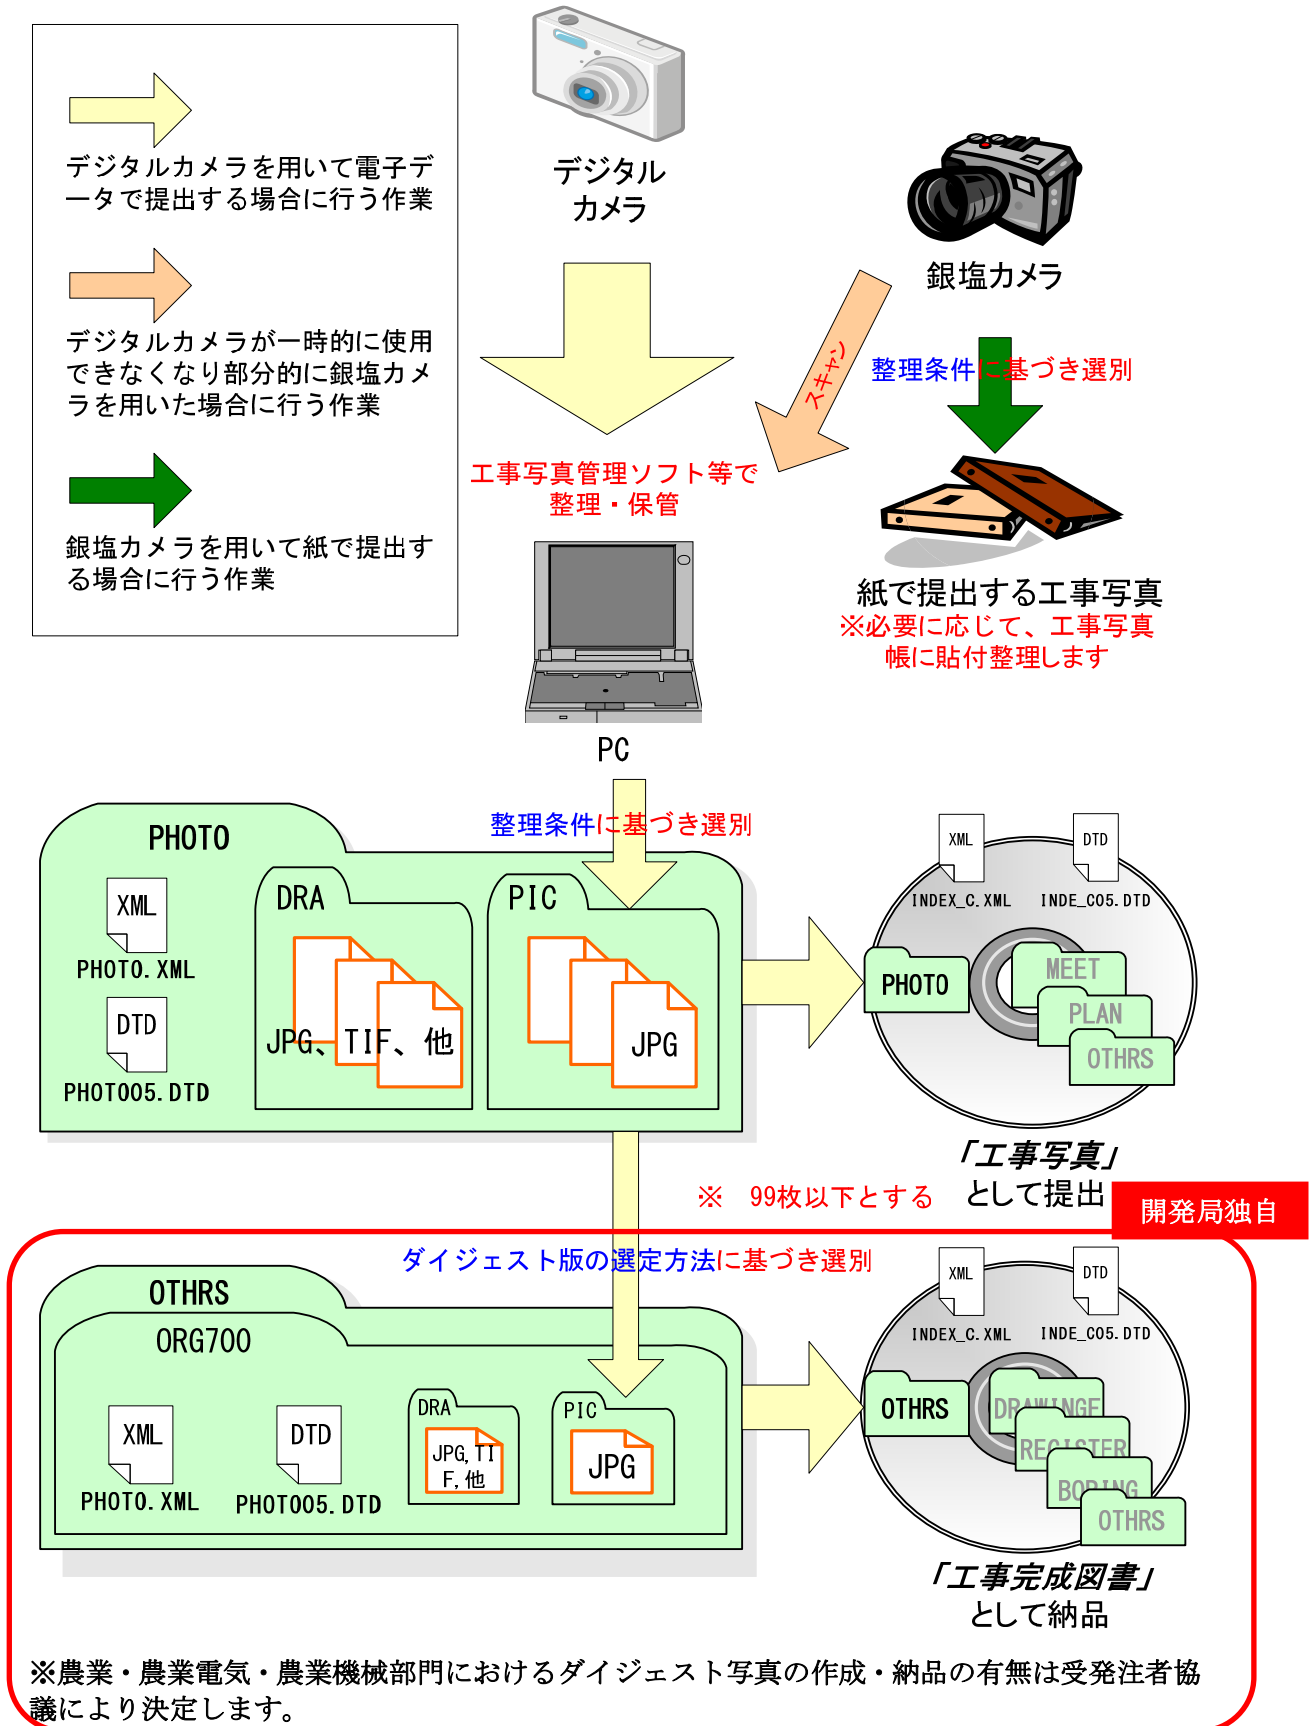 デジタルカメラを用いて電子デ
ータで提出する場合に行う作業
デジタルカメラが一時的に使用
できなくなり部分的に銀塩カメ
ラを用いた場合に行う作業
銀塩カメラを用いて紙で提出す
る場合に行う作業
デジタル
カメラ
銀塩カメラ
スキャン
整理条件に基づき選別
工事写真管理ソフト等で
整理・保管
紙で提出する工事写真
※必要に応じて、工事写真
帳に貼付整理します
PC
整理条件に基づき選別
PHOTO
XML
PHOTO.XML
DTD
PHOTO05.DTD
DRA
JPG、TIF、他
PIC
JPG
XML
INDEX_C.XML
DTD
INDE_C05.DTD
PHOTO
MEET
PLAN
OTHRS
「工事写真」
として提出
※　99枚以下とする
開発局独自
ダイジェスト版の選定方法に基づき選別
OTHRS
ORG700
XML
PHOTO.XML
DTD
PHOTO05.DTD
DRA
JPG,TI
F,他
PIC
JPG
XML
INDEX_C.XML
DTD
INDE_C05.DTD
OTHRS
DRAWINGF
REGISTER
BORING
OTHRS
「工事完成図書」
として納品
※農業・農業電気・農業機械部門におけるダイジェスト写真の作成・納品の有無は受発注者協
議により決定します。